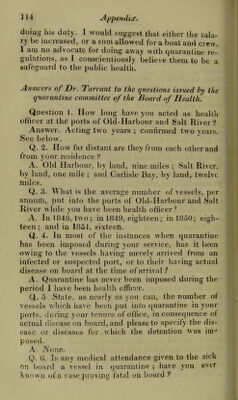 114 Appendix.
doing his duty. I would suggest that either the sala-
ry be increased, or a sum allowed for a boat and crew.
I am no advocate for doing away with quarantine re-
gulations, as I conscientiously believe them to be a
safeguard to the public health.
Answers of Dr. Tarrant to the questions issued by the
quarantine committee of the Board of Health.
Question 1. How long have you acted as health
officer at the ports of Old-Harbour and Salt River?
Answer. Acting two years; confirmed two years.
See below.
Q. 2. How far distant are they from each other and
from your residence?
A. Old Harbour, by land, nine miles; Salt River,
by land, one mile; and Carlisle Bay, by land, twelve
miles.
Q. 3. What is the average number of vessels, per
annum, put into the ports of Old-Harbour and Salt
River while you have been health officer?
A. In 1848, two; in 1849, eighteen; in 1850; eigh-
teen; and in 1851, sixteen.
Q. 4. In most of the instances when quarantine
has been imposed during your service, has it been
owing to the vessels having merely arrived from an
infected or suspected port, or to their having actual
disease on board at the time of arrival?
A. Quarantine has never been imposed during the
period I have been health officer.
Q. 5 State, as nearly as you can, the number of
vessels which have been put into quarantine in your
ports, during your tenure of office, in consequence of
actual disease on board, and please to specify the dis-
ease or diseases for which the detention was im-
posed.
A None.
Q. 6. Is any medical attendance given to the sick
on board a vessel in quarantine; have you ever
known of a case proving fatal on board?